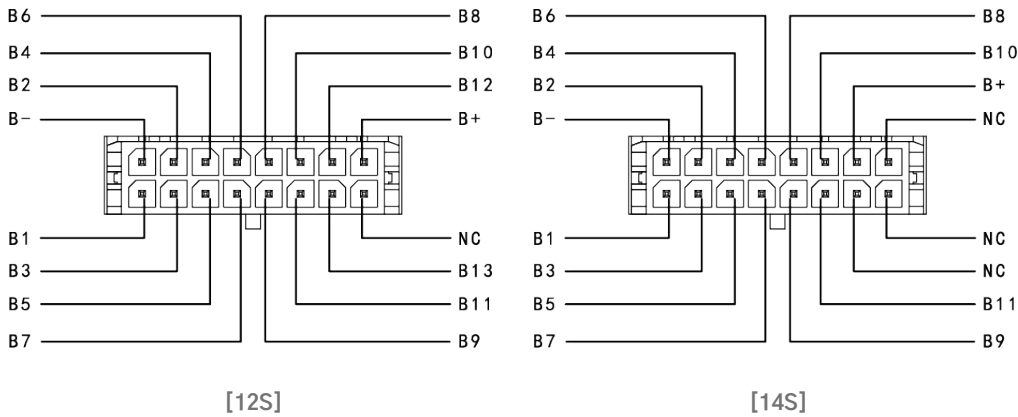 B6 B8 B6 B8
B4 B10 B4 B10
B2 B12 B2 B+
B- B+ B- NC
B1 NC B1 NC
B3 B13 B3 NC
B5 B11 B5 B11
B7 B9 B7 B9
[12S] [14S]